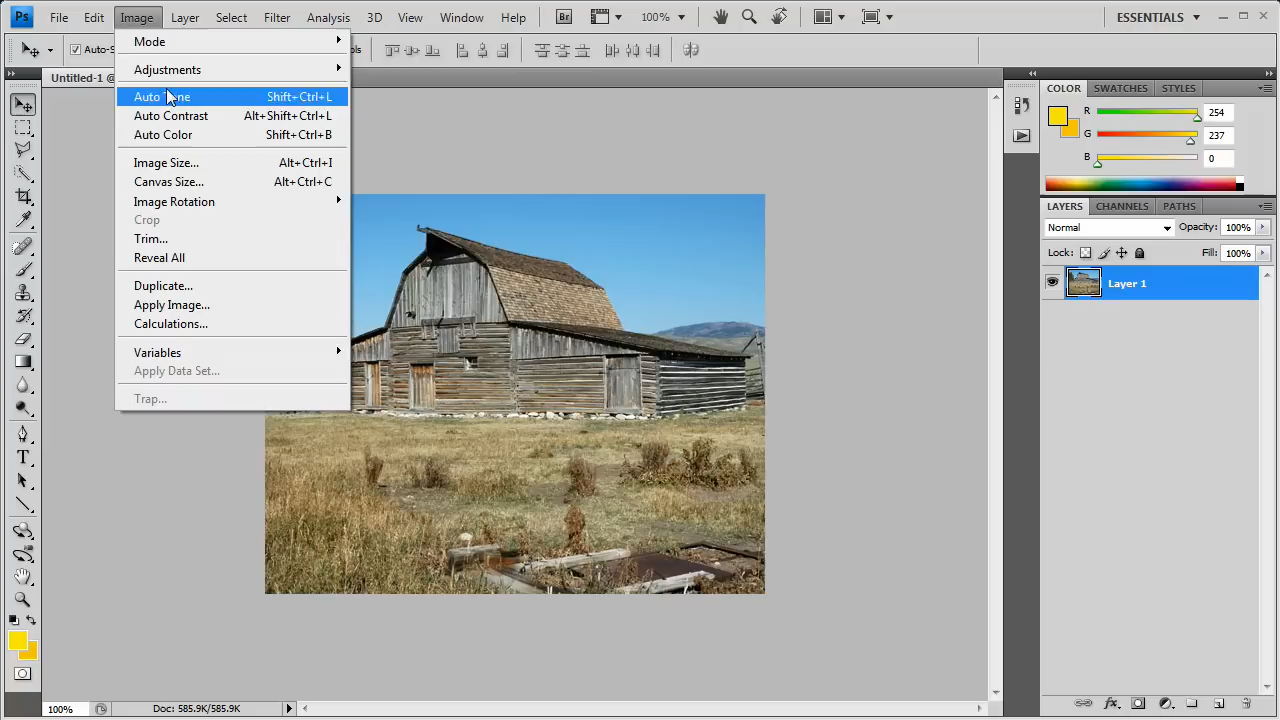 Ps File Edit Image Layer Select Filter Analysis 3D View Window Help Br 100% ESSENTIALS
Auto-S
Untitled-1 @
Mode
Adjustments
Auto Tone Shift+Ctrl+L
Auto Contrast Alt+Shift+Ctrl+L
Auto Color Shift+Ctrl+B
Image Size... Alt+Ctrl+I
Canvas Size... Alt+Ctrl+C
Image Rotation
Crop
Trim...
Reveal All
Duplicate...
Apply Image...
Calculations...
Variables
Apply Data Set...
Trap...
COLOR SWATCHES STYLES
R 254
G 237
B 0
LAYERS CHANNELS PATHS
Normal Opacity: 100%
Lock: Fill: 100%
Layer 1
100% Doc: 585.9K/585.9K